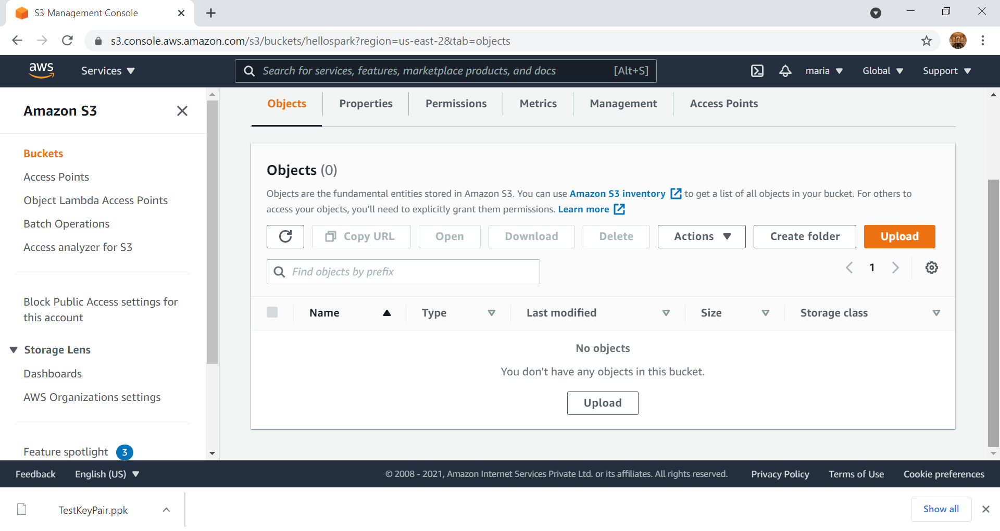 S3 Management Console
s3.console.aws.amazon.com/s3/buckets/hellospark?region=us-east-2&tab=objects
aws Services Search for services, features, marketplace products, and docs [Alt+S] maria Global Support
Amazon S3
Buckets
Access Points
Object Lambda Access Points
Batch Operations
Access analyzer for S3
Block Public Access settings for
this account
Storage Lens
Dashboards
AWS Organizations settings
Feature spotlight 3
Objects Properties Permissions Metrics Management Access Points
Objects (0)
Objects are the fundamental entities stored in Amazon S3. You can use Amazon S3 inventory to get a list of all objects in your bucket. For others to
access your objects, you’ll need to explicitly grant them permissions. Learn more
Copy URL Open Download Delete Actions Create folder Upload
Find objects by prefix 1
Name Type Last modified Size Storage class
No objects
You don't have any objects in this bucket.
Upload
Feedback English (US) © 2008 - 2021, Amazon Internet Services Private Ltd. or its affiliates. All rights reserved. Privacy Policy Terms of Use Cookie preferences
TestKeyPair.ppk Show all